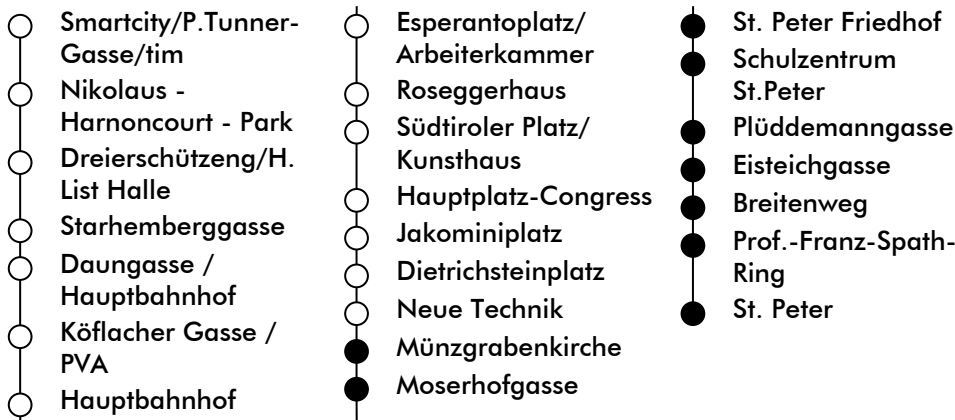 Smartcity/P.Tunner-
Gasse/tim
Nikolaus -
Harnoncourt - Park
Dreierschützeng/H.
List Halle
Starhemberggasse
Daungasse /
Hauptbahnhof
Köflacher Gasse /
PVA
Hauptbahnhof
Esperantoplatz/
Arbeiterkammer
Roseggerhaus
Südtiroler Platz/
Kunsthaus
Hauptplatz-Congress
Jakominiplatz
Dietrichsteinplatz
Neue Technik
Münzgrabenkirche
Moserhofgasse
St. Peter Friedhof
Schulzentrum
St.Peter
Plüddemanngasse
Eisteichgasse
Breitenweg
Prof.-Franz-Spath-
Ring
St. Peter